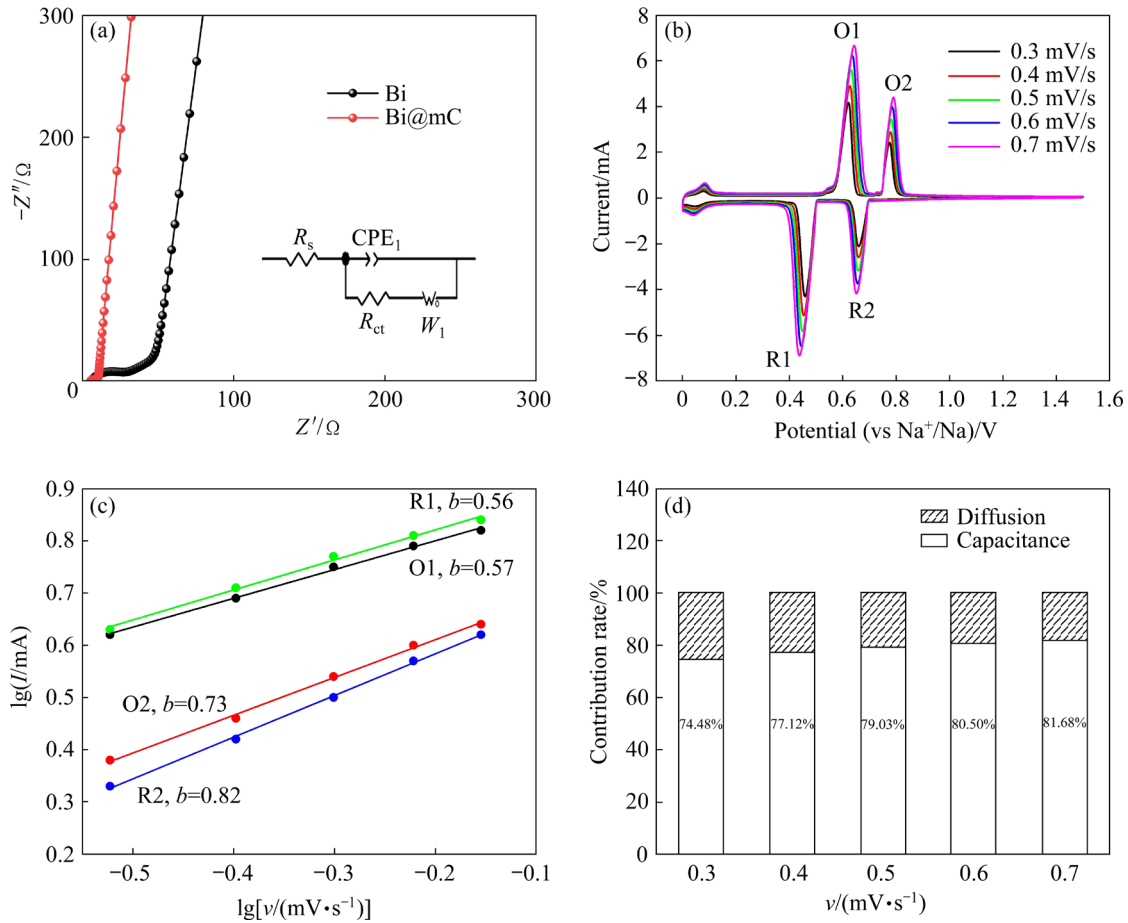 (a)
300
200
100
0
−Z″/Ω
Bi
Bi@mC
Rs
CPE1
Rct
W1
100
200
300
Z′/Ω
(b)
O1
O2
0.3 mV/s
0.4 mV/s
0.5 mV/s
0.6 mV/s
0.7 mV/s
8
6
4
2
0
−2
−4
−6
−8
Current/mA
R1
R2
0 0.2 0.4 0.6 0.8 1.0 1.2 1.4 1.6
Potential (vs Na⁺/Na)/V
(c)
0.9
0.8
0.7
0.6
0.5
0.4
0.3
0.2
lg(I/mA)
R1, b=0.56
O1, b=0.57
O2, b=0.73
R2, b=0.82
−0.5 −0.4 −0.3 −0.2 −0.1
lg[v/(mV·s⁻¹)]
(d)
140
120
100
80
60
40
20
0
Contribution rate/%
Diffusion
Capacitance
74.48% 77.12% 79.03% 80.50% 81.68%
0.3 0.4 0.5 0.6 0.7
v/(mV·s⁻¹)